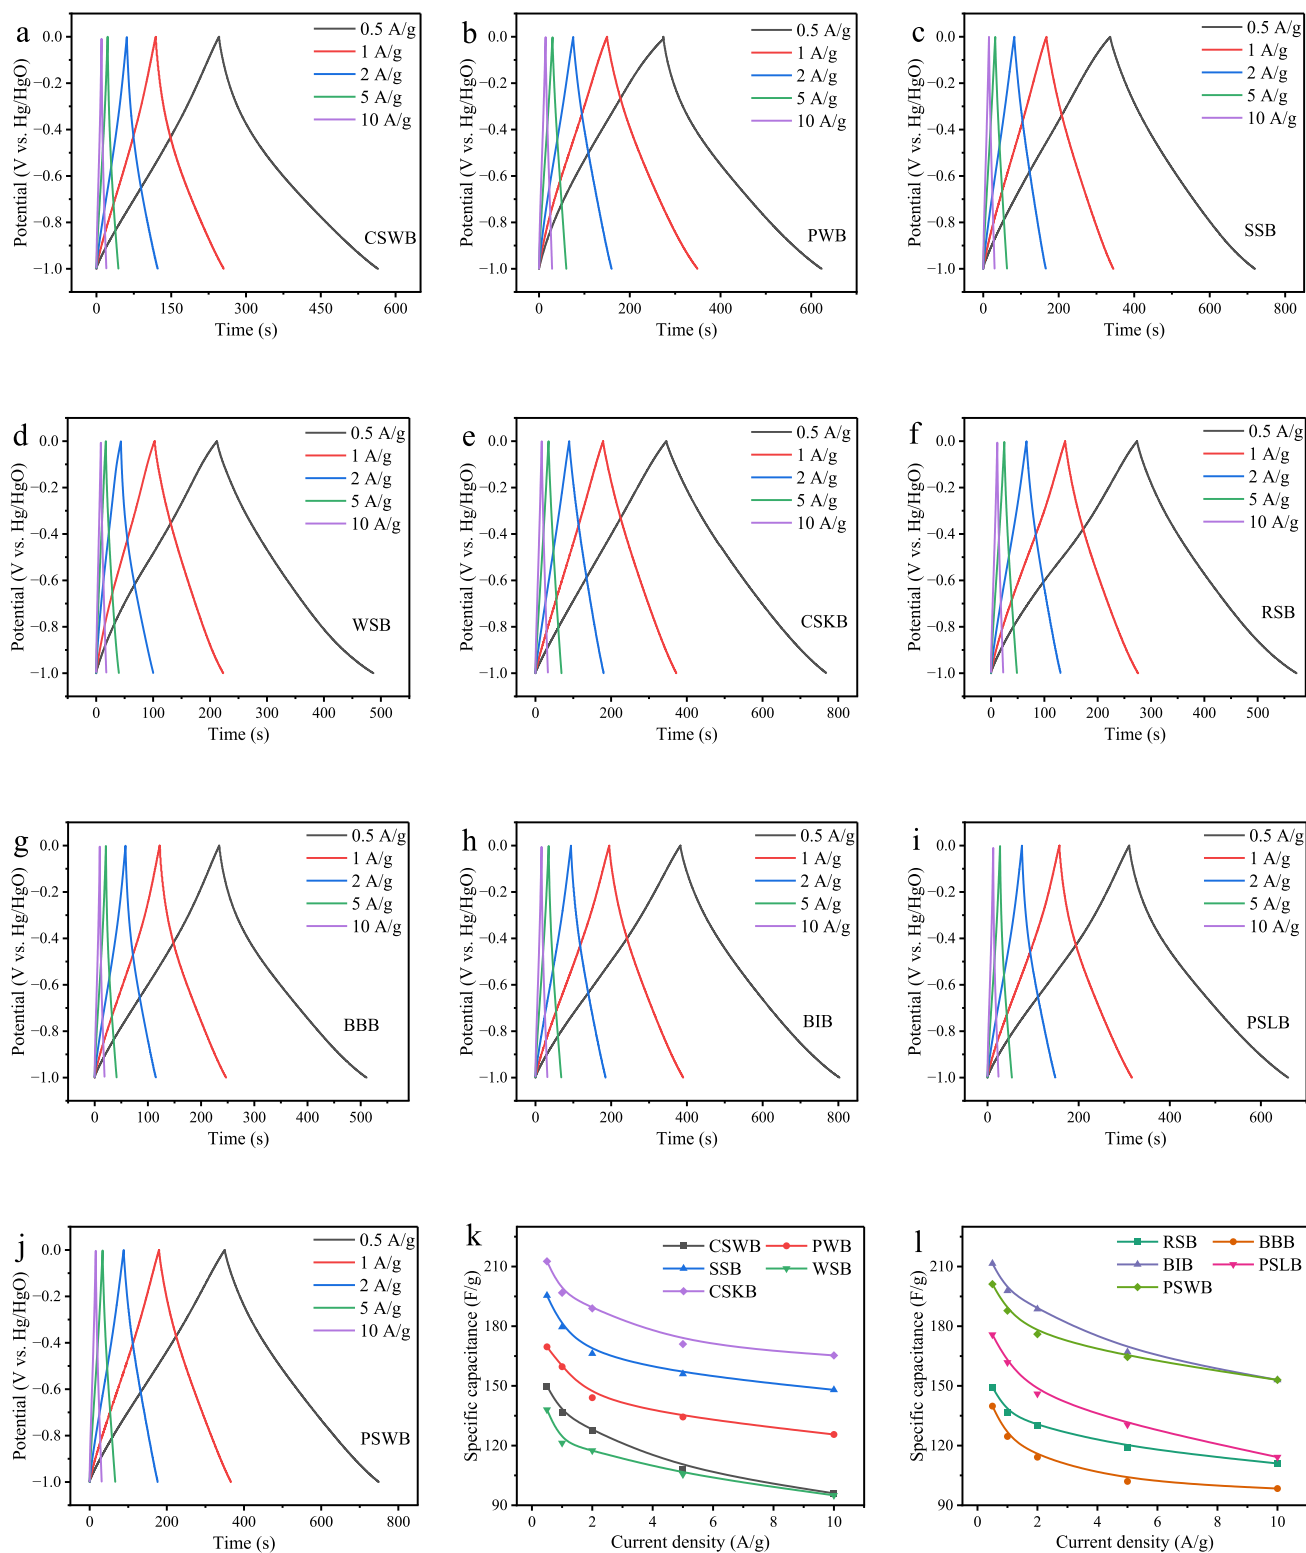 a
0.5 A/g
1 A/g
2 A/g
5 A/g
10 A/g
CSWB
0.0
−0.2
−0.4
−0.6
−0.8
−1.0
Potential (V vs. Hg/HgO)
0 150 300 450 600
Time (s)
b
0.5 A/g
1 A/g
2 A/g
5 A/g
10 A/g
PWB
0.0
−0.2
−0.4
−0.6
−0.8
−1.0
Potential (V vs. Hg/HgO)
0 200 400 600
Time (s)
c
0.5 A/g
1 A/g
2 A/g
5 A/g
10 A/g
SSB
0.0
−0.2
−0.4
−0.6
−0.8
−1.0
Potential (V vs. Hg/HgO)
0 200 400 600 800
Time (s)
d
0.5 A/g
1 A/g
2 A/g
5 A/g
10 A/g
WSB
0.0
−0.2
−0.4
−0.6
−0.8
−1.0
Potential (V vs. Hg/HgO)
0 100 200 300 400 500
Time (s)
e
0.5 A/g
1 A/g
2 A/g
5 A/g
10 A/g
CSKB
0.0
−0.2
−0.4
−0.6
−0.8
−1.0
Potential (V vs. Hg/HgO)
0 200 400 600 800
Time (s)
f
0.5 A/g
1 A/g
2 A/g
5 A/g
10 A/g
RSB
0.0
−0.2
−0.4
−0.6
−0.8
−1.0
Potential (V vs. Hg/HgO)
0 100 200 300 400 500
Time (s)
g
0.5 A/g
1 A/g
2 A/g
5 A/g
10 A/g
BBB
0.0
−0.2
−0.4
−0.6
−0.8
−1.0
Potential (V vs. Hg/HgO)
0 100 200 300 400 500
Time (s)
h
0.5 A/g
1 A/g
2 A/g
5 A/g
10 A/g
BIB
0.0
−0.2
−0.4
−0.6
−0.8
−1.0
Potential (V vs. Hg/HgO)
0 200 400 600 800
Time (s)
i
0.5 A/g
1 A/g
2 A/g
5 A/g
10 A/g
PSLB
0.0
−0.2
−0.4
−0.6
−0.8
−1.0
Potential (V vs. Hg/HgO)
0 200 400 600
Time (s)
j
0.5 A/g
1 A/g
2 A/g
5 A/g
10 A/g
PSWB
0.0
−0.2
−0.4
−0.6
−0.8
−1.0
Potential (V vs. Hg/HgO)
0 200 400 600 800
Time (s)
k
CSWB PWB
SSB WSB
CSKB
210
180
150
120
90
Specific capacitance (F/g)
0 2 4 6 8 10
Current density (A/g)
l
RSB BBB
BIB PSLB
PSWB
210
180
150
120
90
Specific capacitance (F/g)
0 2 4 6 8 10
Current density (A/g)